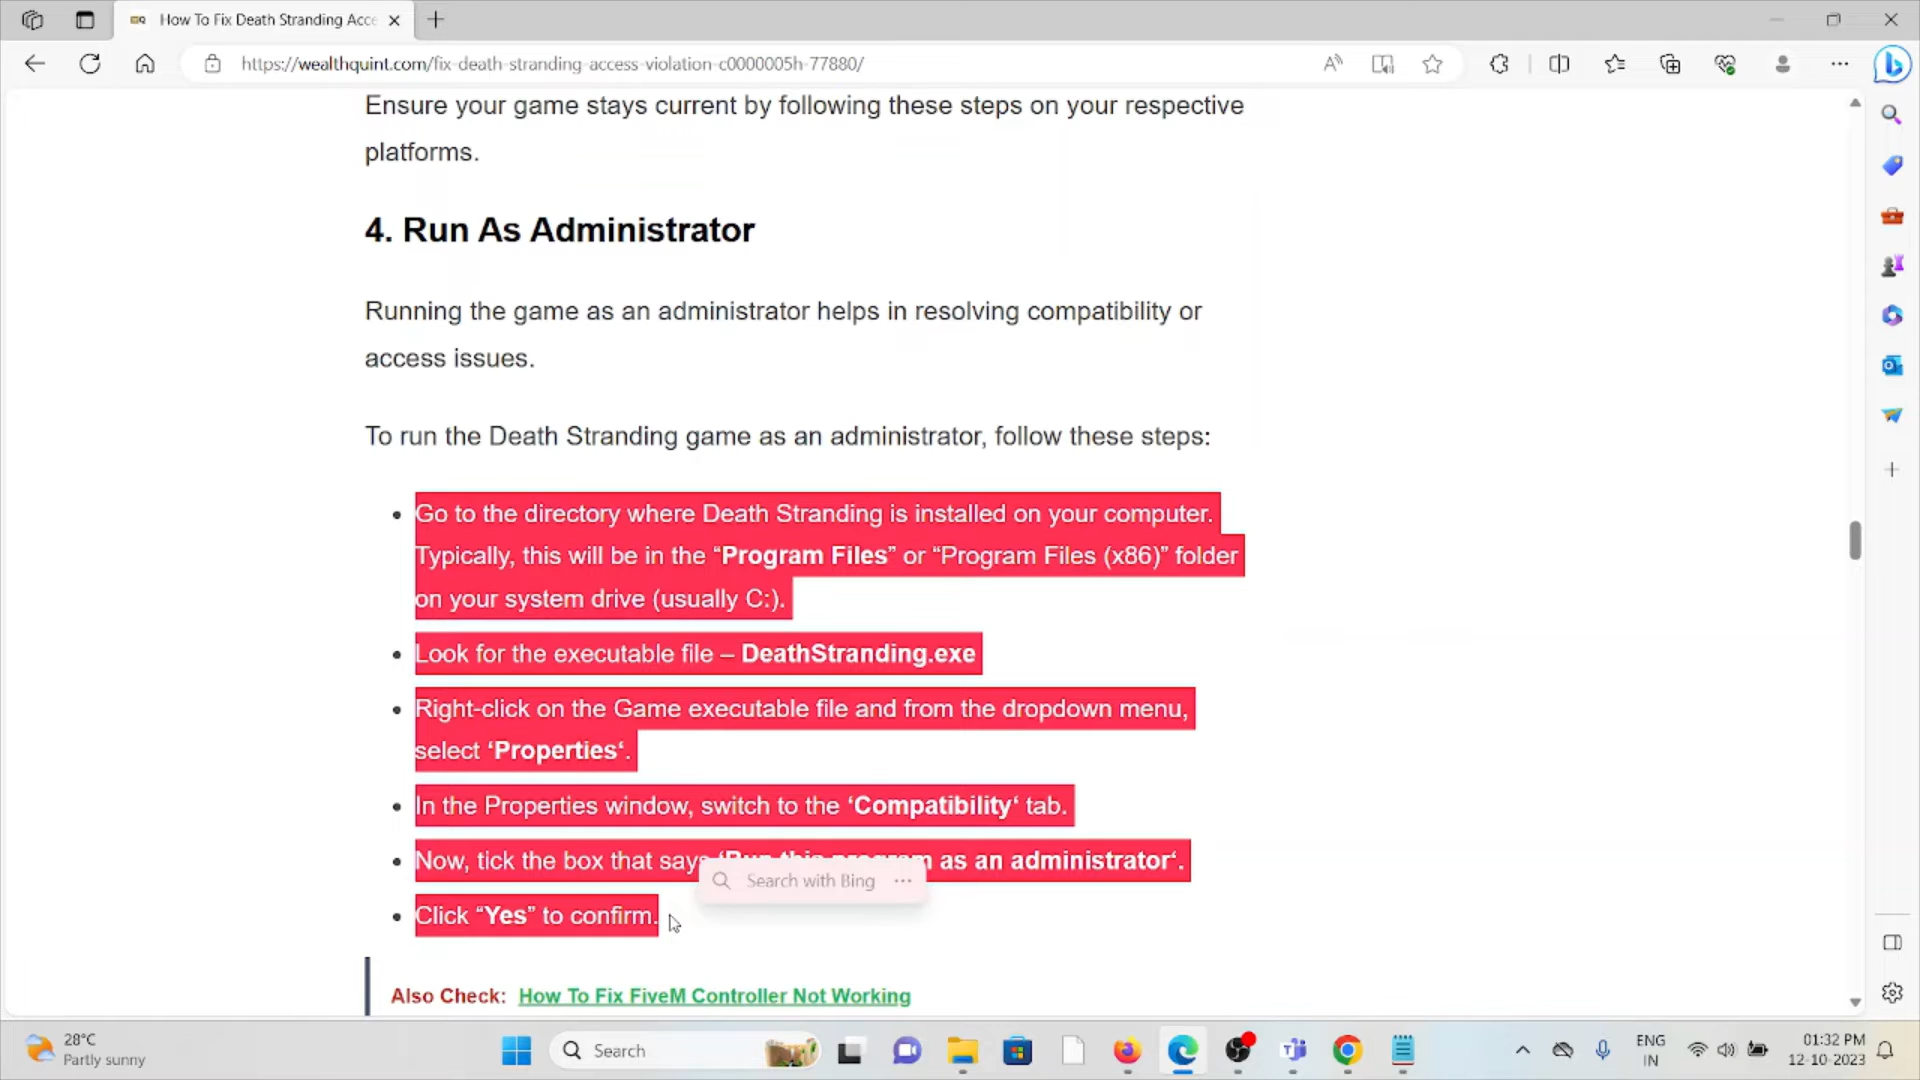 How To Fix Death Stranding Acce
https://wealthquint.com/fix-death-stranding-access-violation-c0000005h-77880/
Ensure your game stays current by following these steps on your respective
platforms.
4. Run As Administrator
Running the game as an administrator helps in resolving compatibility or
access issues.
To run the Death Stranding game as an administrator, follow these steps:
Go to the directory where Death Stranding is installed on your computer.
Typically, this will be in the “Program Files” or “Program Files (x86)” folder
on your system drive (usually C:).
Look for the executable file – DeathStranding.exe
Right-click on the Game executable file and from the dropdown menu,
select ‘Properties‘.
In the Properties window, switch to the ‘Compatibility‘ tab.
Now, tick the box that says ‘Run this program as an administrator‘.
Search with Bing
Click “Yes” to confirm.
Also Check: How To Fix FiveM Controller Not Working
28°C
Partly sunny
Search
ENG
IN
01:32 PM
12-10-2023